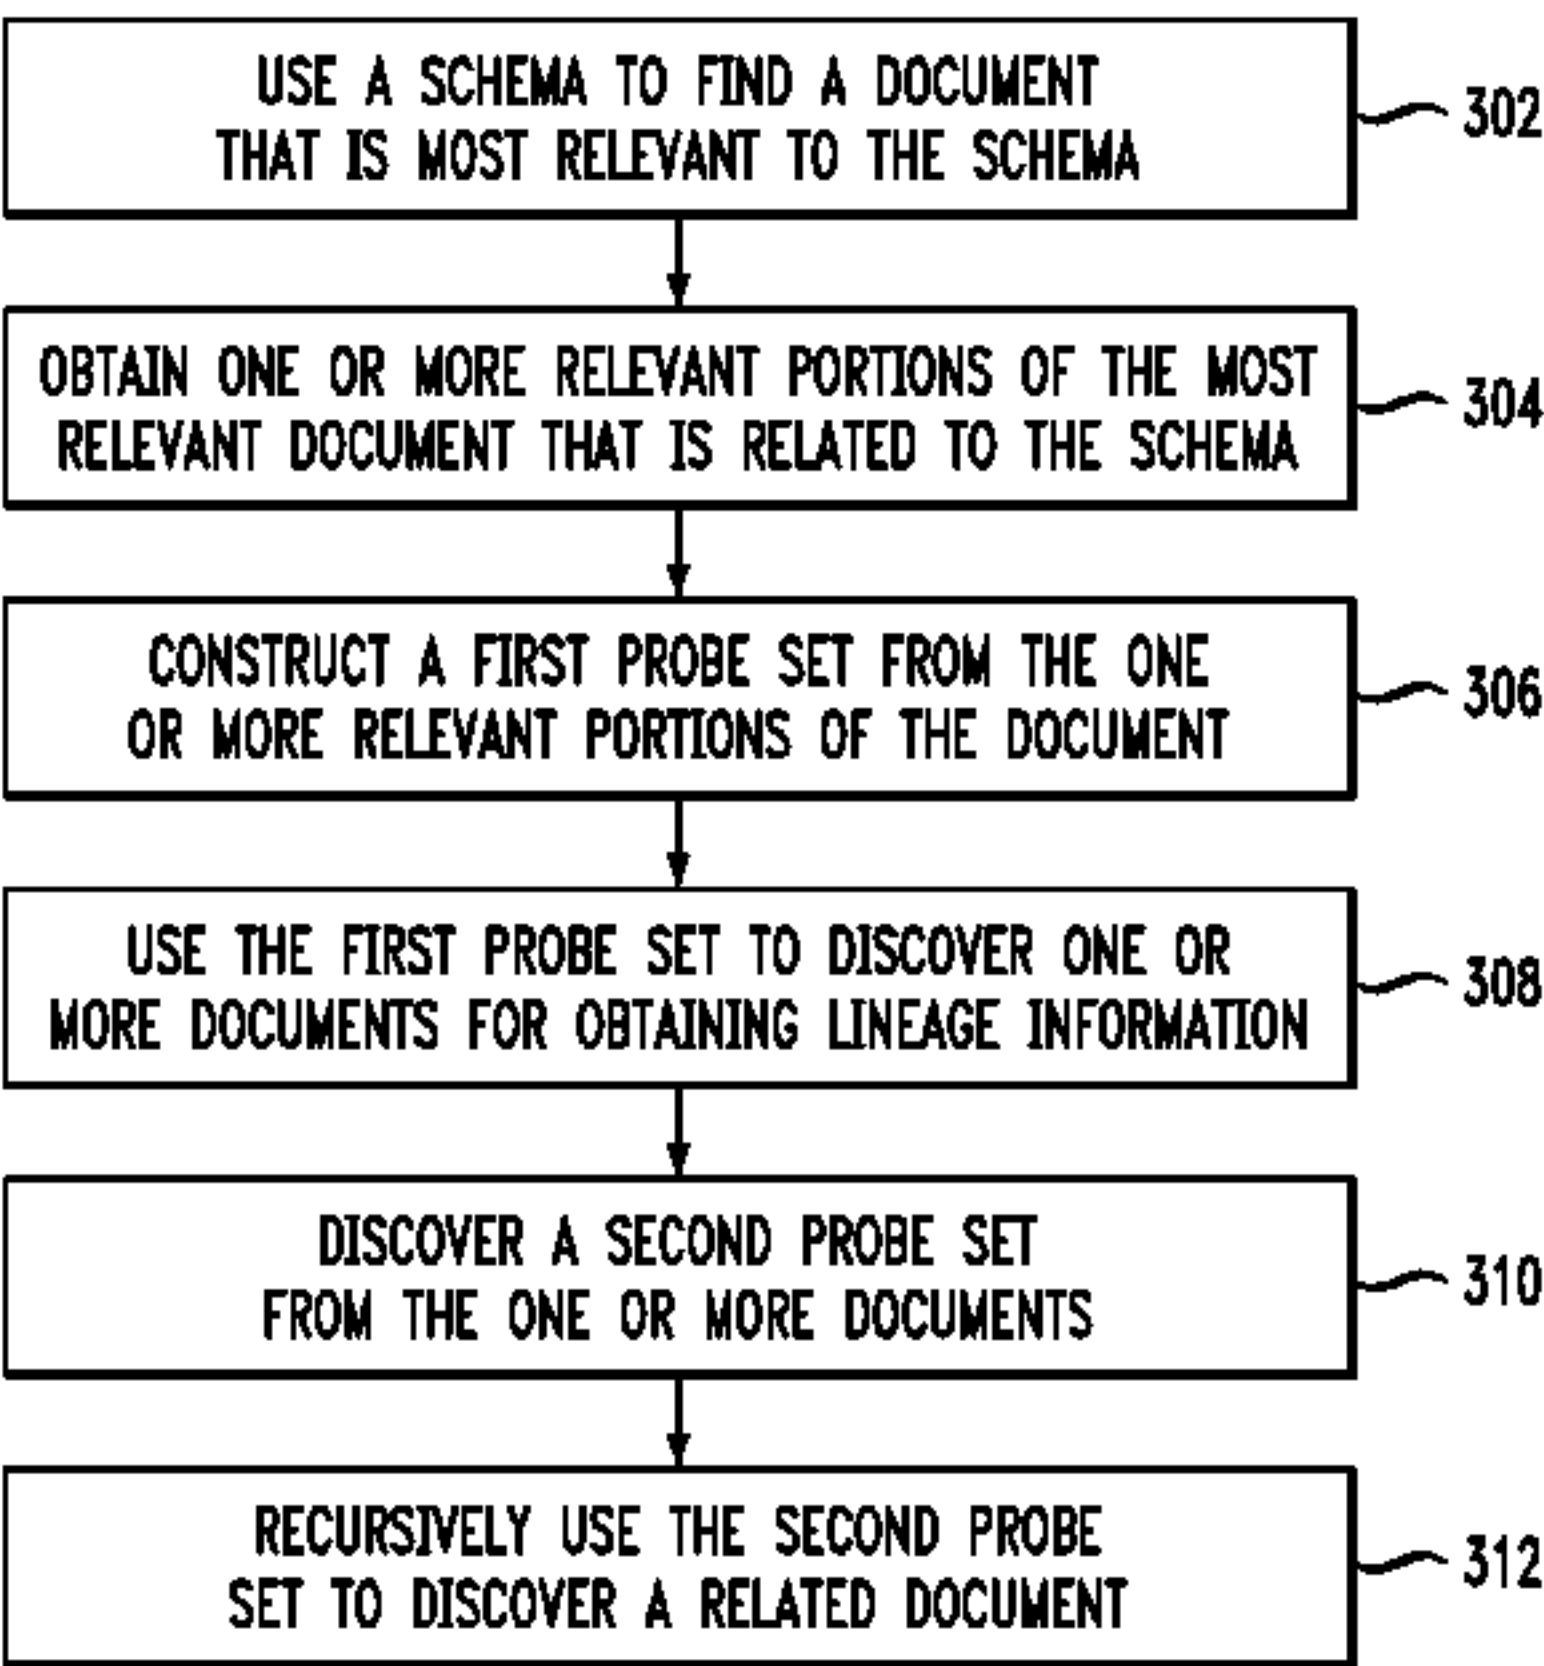 USE A SCHEMA TO FIND A DOCUMENT
THAT IS MOST RELEVANT TO THE SCHEMA
302
OBTAIN ONE OR MORE RELEVANT PORTIONS OF THE MOST
RELEVANT DOCUMENT THAT IS RELATED TO THE SCHEMA
304
CONSTRUCT A FIRST PROBE SET FROM THE ONE
OR MORE RELEVANT PORTIONS OF THE DOCUMENT
306
USE THE FIRST PROBE SET TO DISCOVER ONE OR
MORE DOCUMENTS FOR OBTAINING LINEAGE INFORMATION
308
DISCOVER A SECOND PROBE SET
FROM THE ONE OR MORE DOCUMENTS
310
RECURSIVELY USE THE SECOND PROBE
SET TO DISCOVER A RELATED DOCUMENT
312